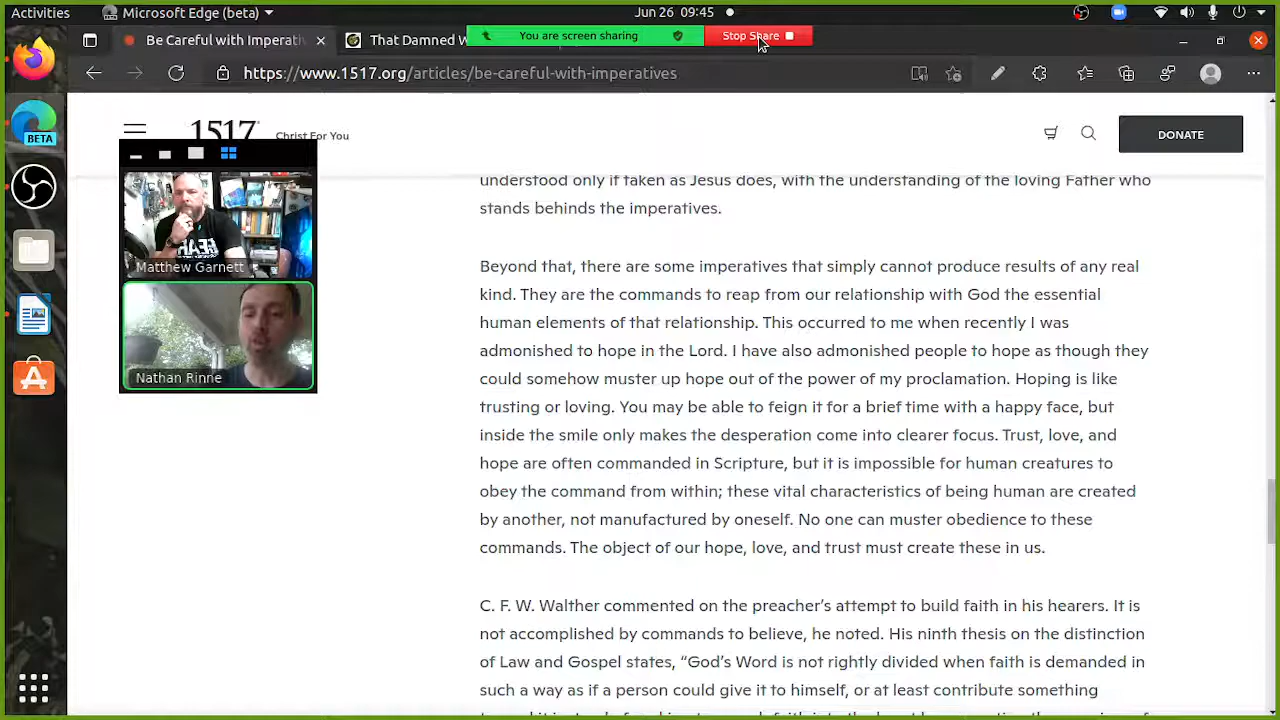 Activities
Microsoft Edge (beta)
Jun 26 09:45
Be Careful with Imperati
That Damned W
You are screen sharing
Stop Share
https://www.1517.org/articles/be-careful-with-imperatives
BETA
1517
Christ For You
DONATE
Matthew Garnett
Nathan Rinne
understood only if taken as Jesus does, with the understanding of the loving Father who
stands behind the imperatives.
Beyond that, there are some imperatives that simply cannot produce results of any real
kind. They are the commands to reap from our relationship with God the essential
human elements of that relationship. This occurred to me when recently I was
admonished to hope in the Lord. I have also admonished people to hope as though they
could somehow muster up hope out of the power of my proclamation. Hoping is like
trusting or loving. You may be able to feign it for a brief time with a happy face, but
inside the smile only makes the desperation come into clearer focus. Trust, love, and
hope are often commanded in Scripture, but it is impossible for human creatures to
obey the command from within; these vital characteristics of being human are created
by another, not manufactured by oneself. No one can muster obedience to these
commands. The object of our hope, love, and trust must create these in us.
C. F. W. Walther commented on the preacher's attempt to build faith in his hearers. It is
not accomplished by commands to believe, he noted. His ninth thesis on the distinction
of Law and Gospel states, “God's Word is not rightly divided when faith is demanded in
such a way as if a person could give it to himself, or at least contribute something